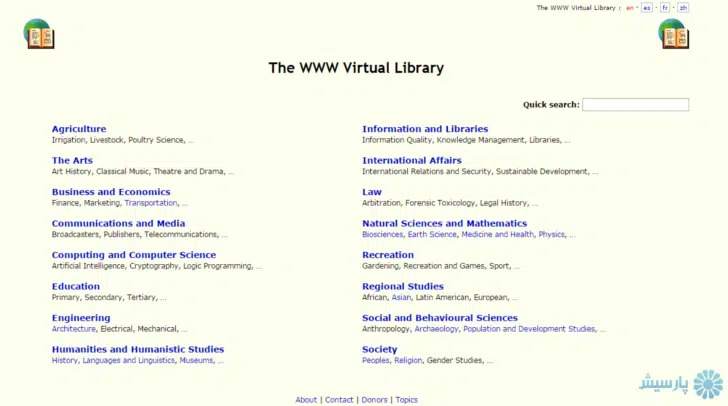 The WWW Virtual Library : en - es - fr - zh
The WWW Virtual Library
Quick search:
Agriculture
Irrigation, Livestock, Poultry Science, ...
The Arts
Art History, Classical Music, Theatre and Drama, ...
Business and Economics
Finance, Marketing, Transportation, ...
Communications and Media
Broadcasters, Publishers, Telecommunications, ...
Computing and Computer Science
Artificial Intelligence, Cryptography, Logic Programming, ...
Education
Primary, Secondary, Tertiary, ...
Engineering
Architecture, Electrical, Mechanical, ...
Humanities and Humanistic Studies
History, Languages and Linguistics, Museums, ...
Information and Libraries
Information Quality, Knowledge Management, Libraries, ...
International Affairs
International Relations and Security, Sustainable Development, ...
Law
Arbitration, Forensic Toxicology, Legal History, ...
Natural Sciences and Mathematics
Biosciences, Earth Science, Medicine and Health, Physics, ...
Recreation
Gardening, Recreation and Games, Sport, ...
Regional Studies
African, Asian, Latin American, European, ...
Social and Behavioural Sciences
Anthropology, Archaeology, Population and Development Studies, ...
Society
Peoples, Religion, Gender Studies, ...
About | Contact | Donors | Topics
پارسیش